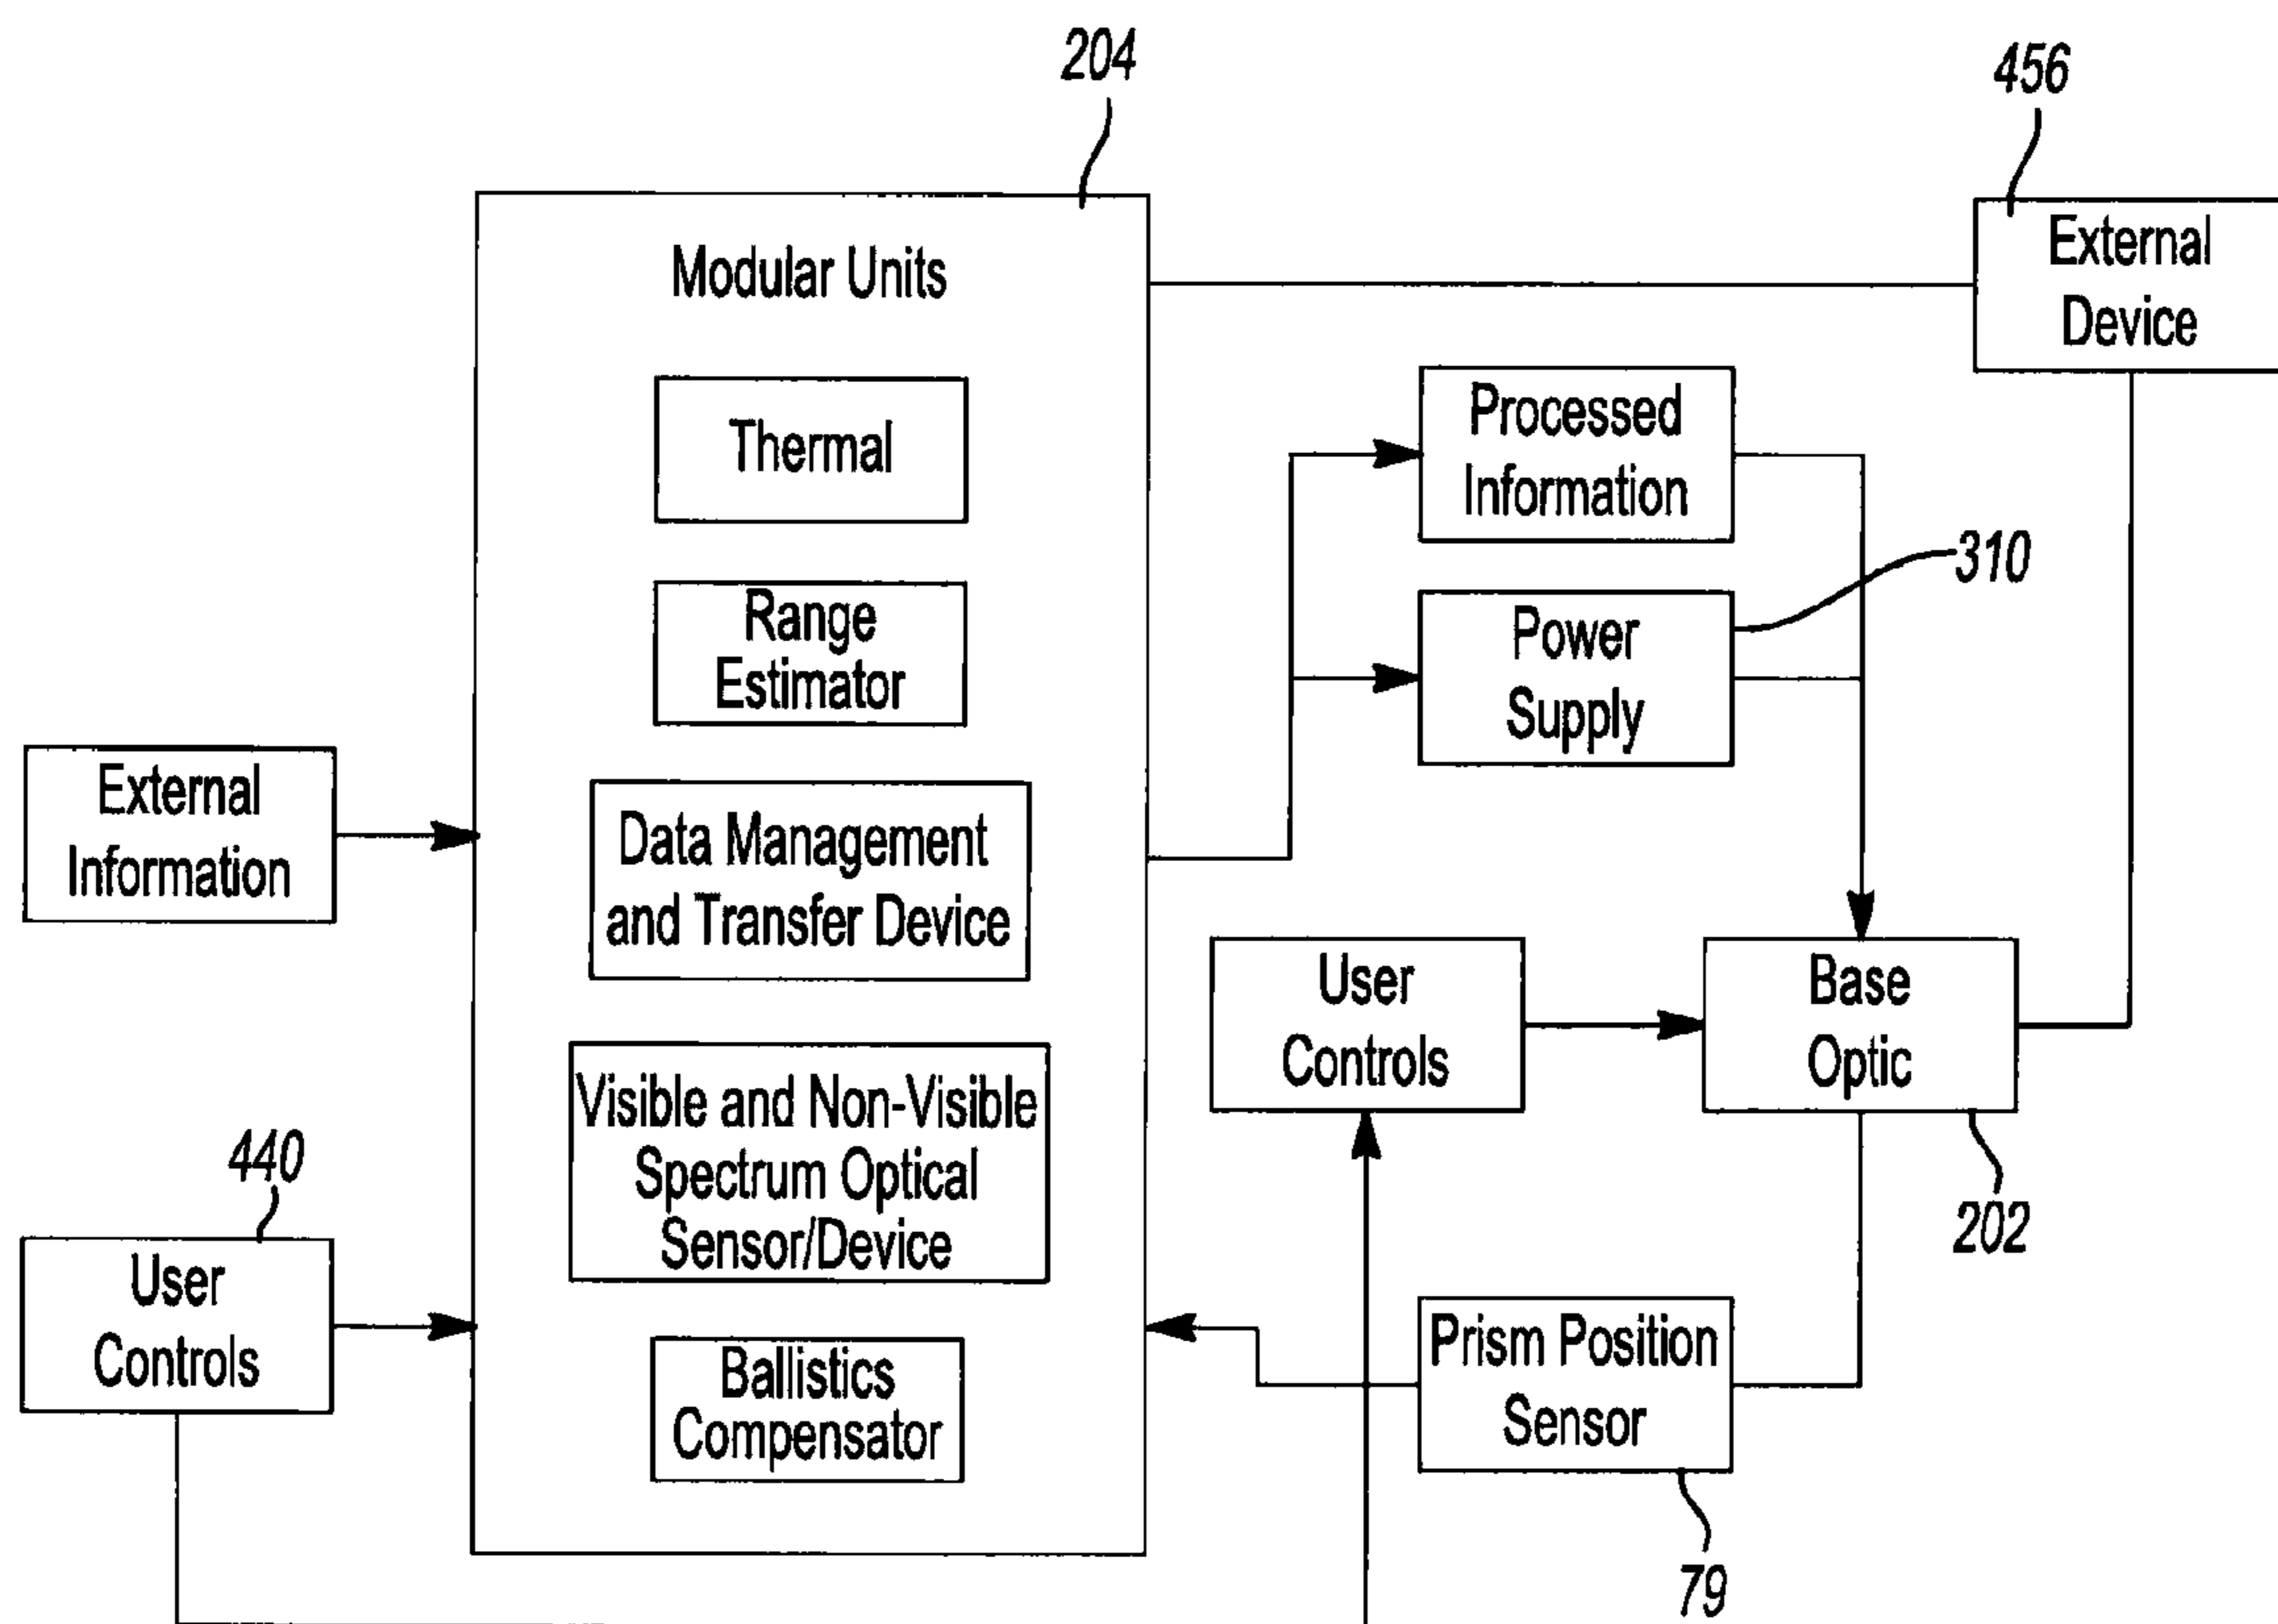 204
456
Modular Units
External
Device
Thermal
Processed
Information
310
Range
Estimator
Power
Supply
External
Information
Data Management
and Transfer Device
User
Controls
Base
Optic
Visible and Non-Visible
Spectrum Optical
Sensor/Device
440
202
User
Controls
Ballistics
Compensator
Prism Position
Sensor
79